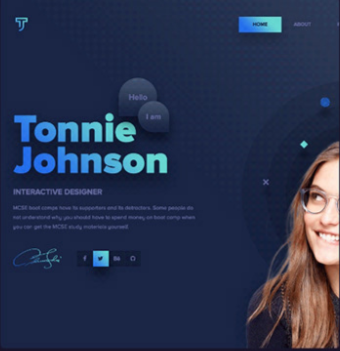 HOME
ABOUT
Hello
I am
Tonnie
Johnson
INTERACTIVE DESIGNER
MCSE boot camps have its supporters and its detractors. Some people do
not understand why you should have to spend money on boot camp when
you can get the MCSE study materials yourself.